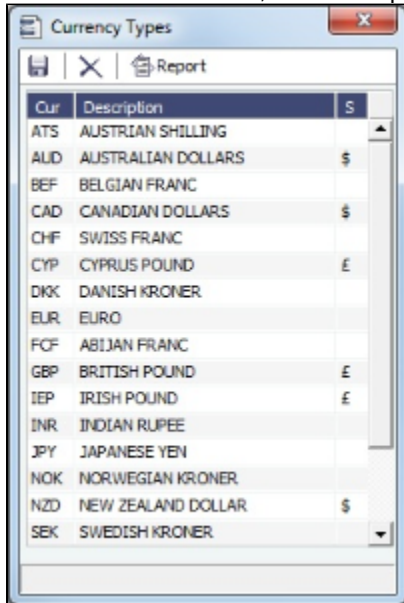 Currency Types
Report
Cur Description S
ATS AUSTRIAN SHILLING
AUD AUSTRALIAN DOLLARS $
BEF BELGIAN FRANC
CAD CANADIAN DOLLARS $
CHF SWISS FRANC
CYP CYPRUS POUND £
DKK DANISH KRONER
EUR EURO
FCF ABIJAN FRANC
GBP BRITISH POUND £
IEP IRISH POUND £
INR INDIAN RUPEE
JPY JAPANESE YEN
NOK NORWEGIAN KRONER
NZD NEW ZEALAND DOLLAR $
SEK SWEDISH KRONER